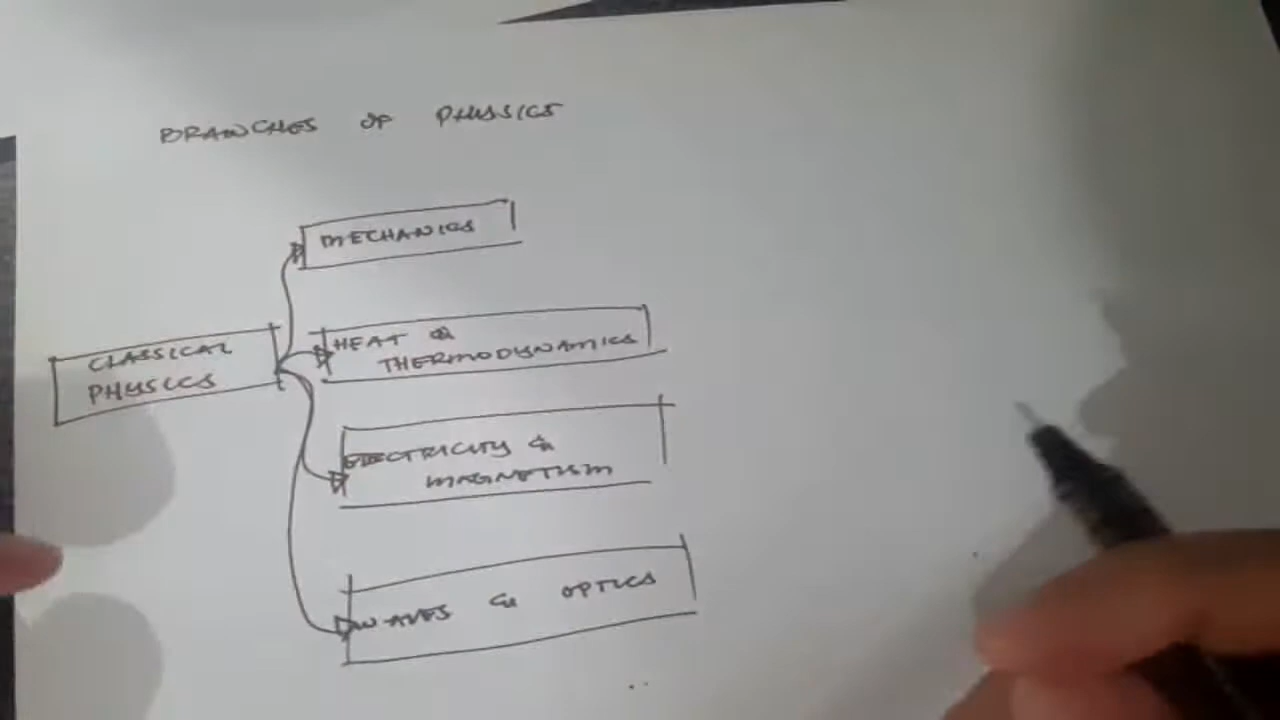 BRANCHES OF PHYSICS
MECHANICS
CLASSICAL
PHYSICS
HEAT &
THERMODYNAMICS
ELECTRICITY &
MAGNETISM
WAVES & OPTICS